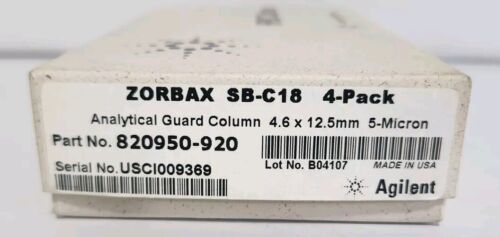 ZORBAX SB-C18 4-Pack
Analytical Guard Column 4.6 x 12.5mm 5-Micron
Part No. 820950-920
Serial No. USCI009369
Lot No. B04107 MADE IN USA
Agilent